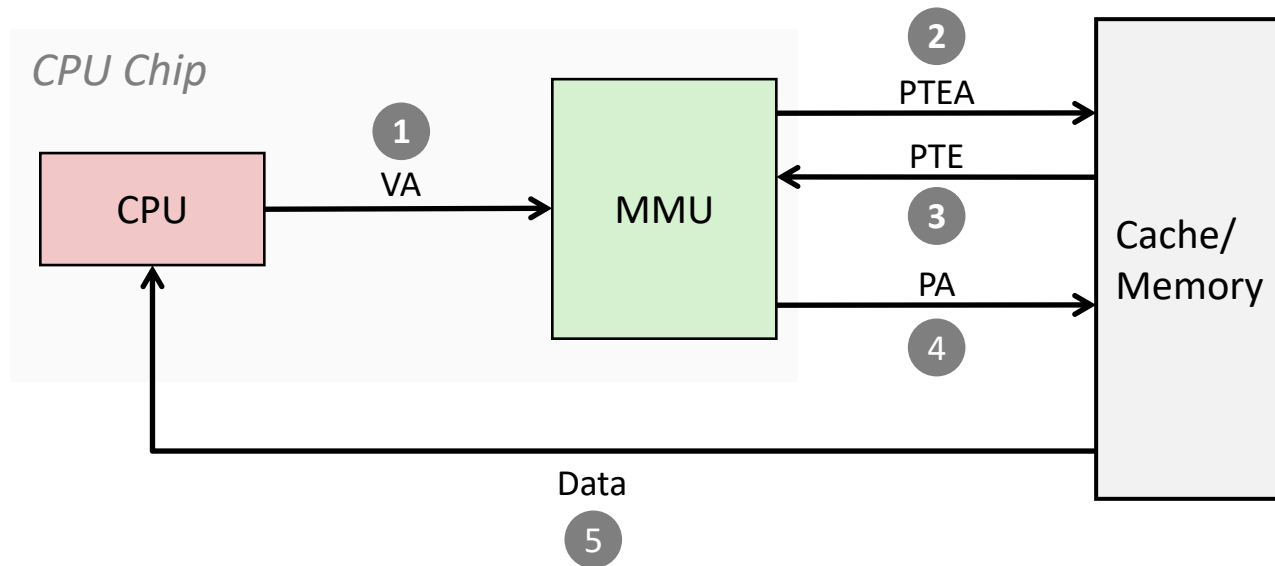 CPU Chip
2
PTEA
1
VA
CPU
MMU
PTE
3
Cache/
Memory
PA
4
Data
5